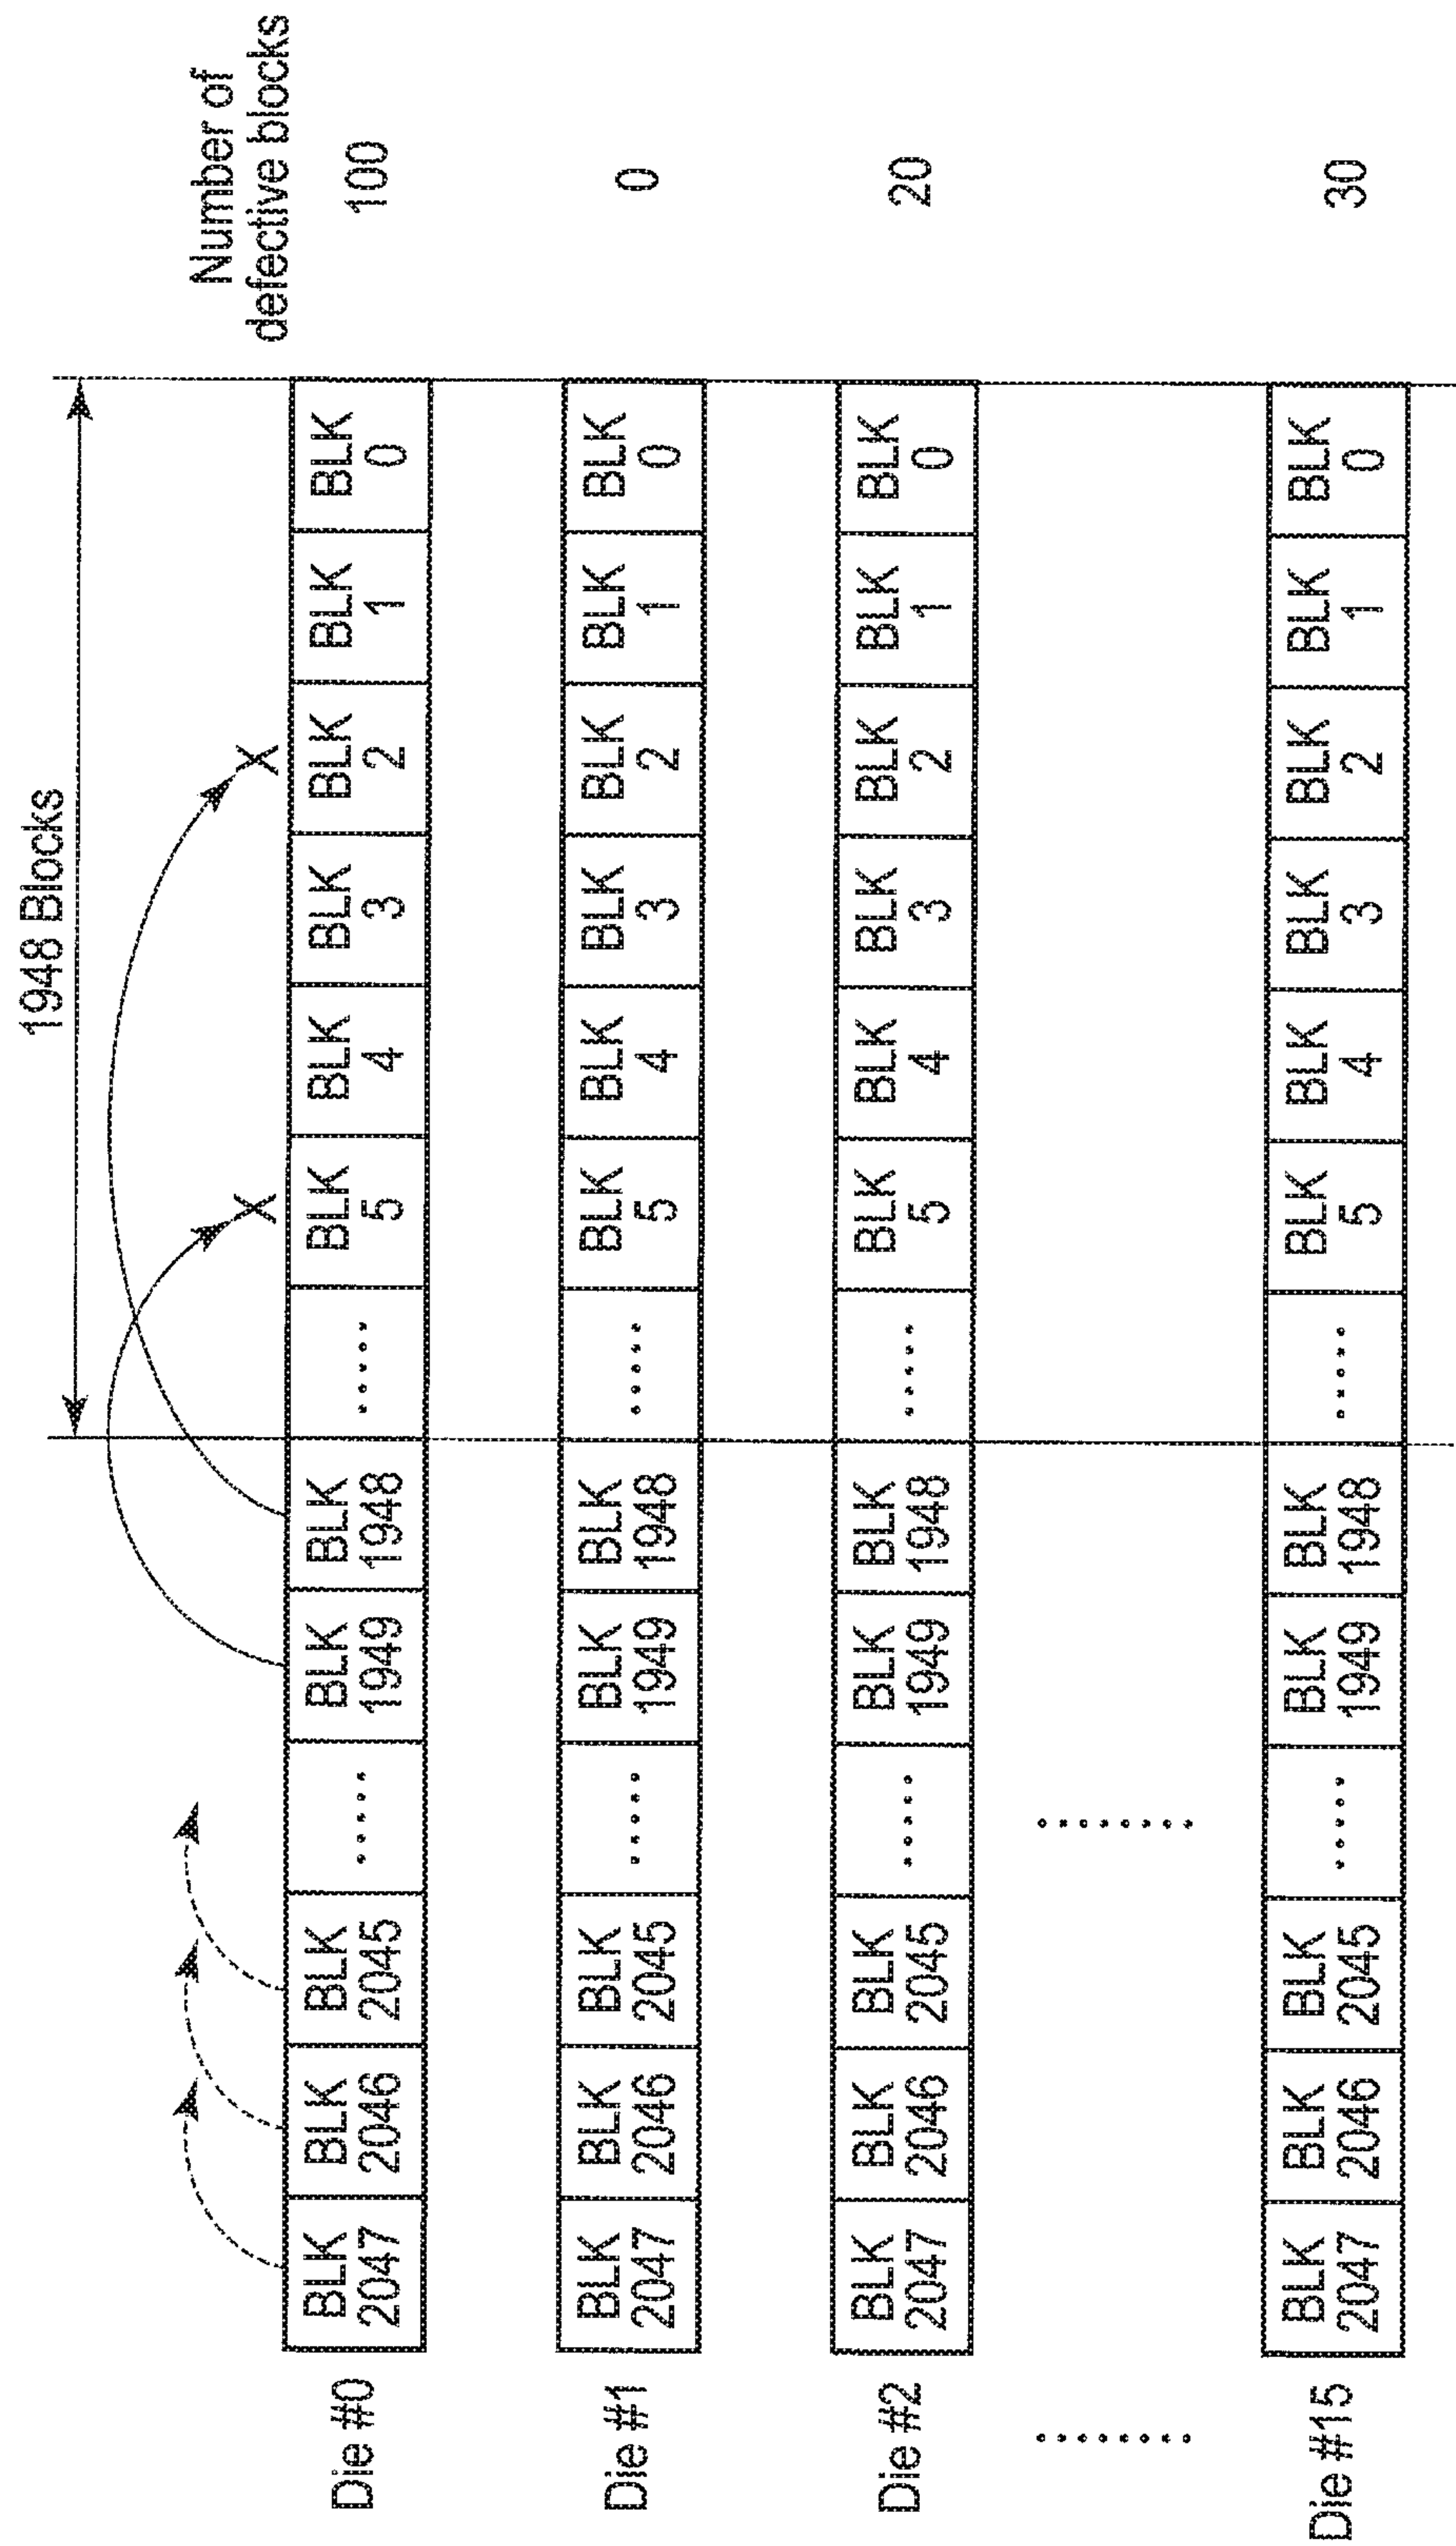 1948 Blocks
Number of
defective blocks
Die #0
BLK 2047
BLK 2046
BLK 2045
.....
BLK 1949
BLK 1948
.....
BLK 5
BLK 4
BLK 3
BLK 2
BLK 1
BLK 0
100
X
X
Die #1
BLK 2047
BLK 2046
BLK 2045
.....
BLK 1949
BLK 1948
.....
BLK 5
BLK 4
BLK 3
BLK 2
BLK 1
BLK 0
0
Die #2
BLK 2047
BLK 2046
BLK 2045
.....
BLK 1949
BLK 1948
.....
BLK 5
BLK 4
BLK 3
BLK 2
BLK 1
BLK 0
20
........
........
Die #15
BLK 2047
BLK 2046
BLK 2045
.....
BLK 1949
BLK 1948
.....
BLK 5
BLK 4
BLK 3
BLK 2
BLK 1
BLK 0
30